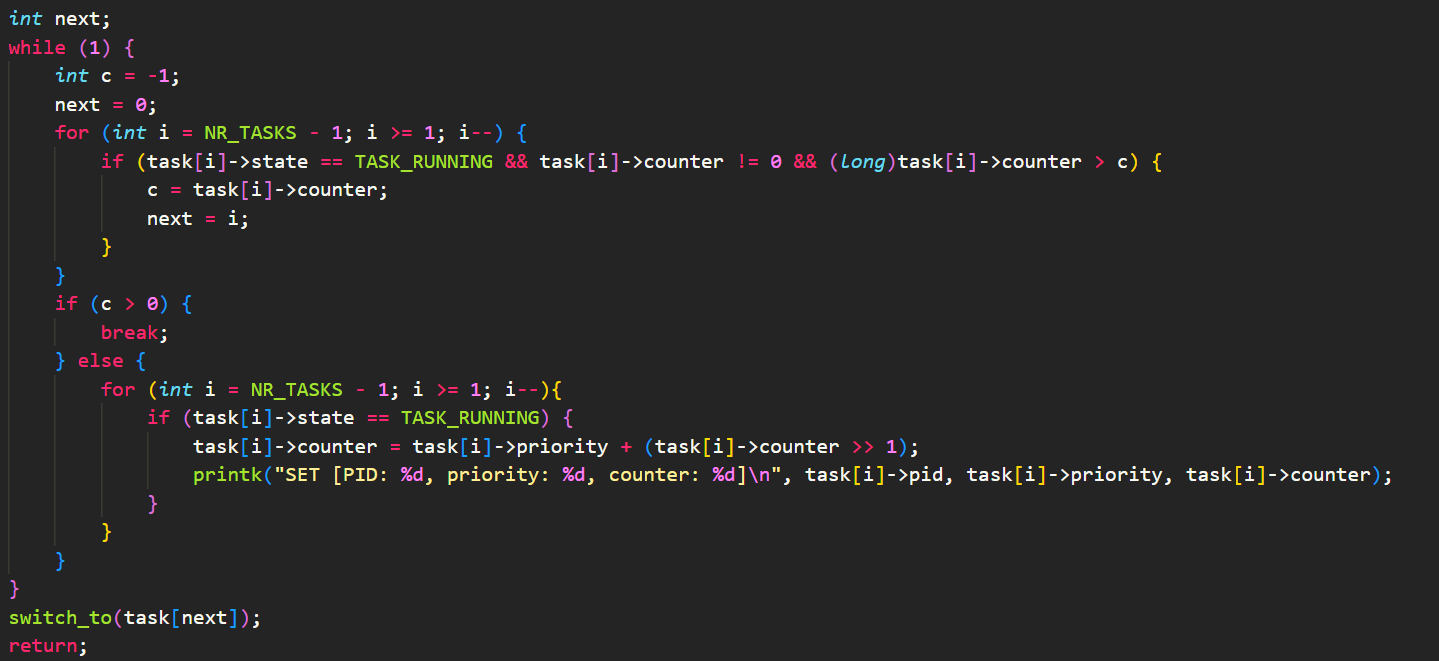 int next;
while (1) {
    int c = -1;
    next = 0;
    for (int i = NR_TASKS - 1; i >= 1; i--) {
        if (task[i]->state == TASK_RUNNING && task[i]->counter != 0 && (long)task[i]->counter > c) {
            c = task[i]->counter;
            next = i;
        }
    }
    if (c > 0) {
        break;
    } else {
        for (int i = NR_TASKS - 1; i >= 1; i--){
            if (task[i]->state == TASK_RUNNING) {
                task[i]->counter = task[i]->priority + (task[i]->counter >> 1);
                printk("SET [PID: %d, priority: %d, counter: %d]\n", task[i]->pid, task[i]->priority, task[i]->counter);
            }
        }
    }
}
switch_to(task[next]);
return;